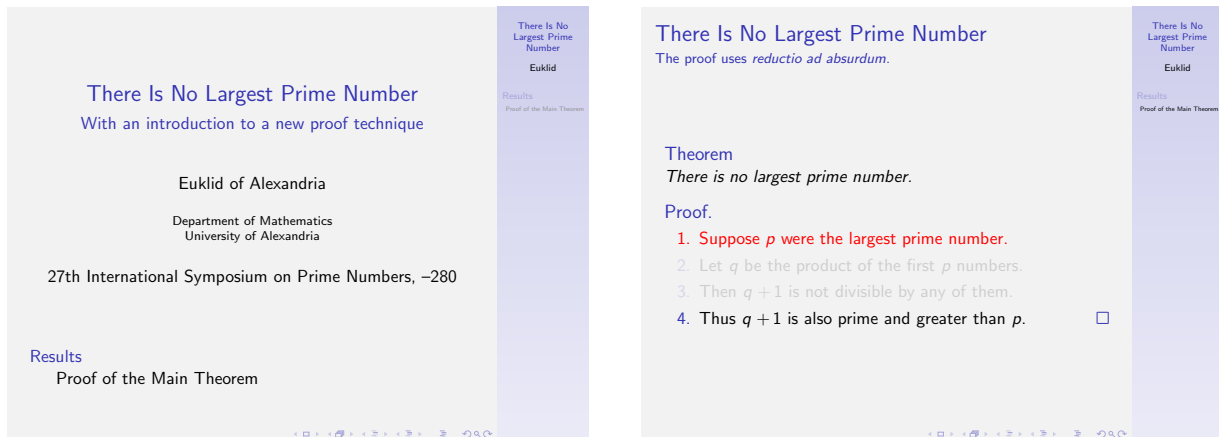 There Is No Largest Prime Number
With an introduction to a new proof technique
Euklid of Alexandria
Department of Mathematics
University of Alexandria
27th International Symposium on Prime Numbers, –280
Results
Proof of the Main Theorem
There Is No
Largest Prime
Number
Euklid
Results
Proof of the Main Theorem
There Is No Largest Prime Number
The proof uses reductio ad absurdum.
Theorem
There is no largest prime number.
Proof.
1. Suppose p were the largest prime number.
2. Let q be the product of the first p numbers.
3. Then q + 1 is not divisible by any of them.
4. Thus q + 1 is also prime and greater than p. □
There Is No
Largest Prime
Number
Euklid
Results
Proof of the Main Theorem